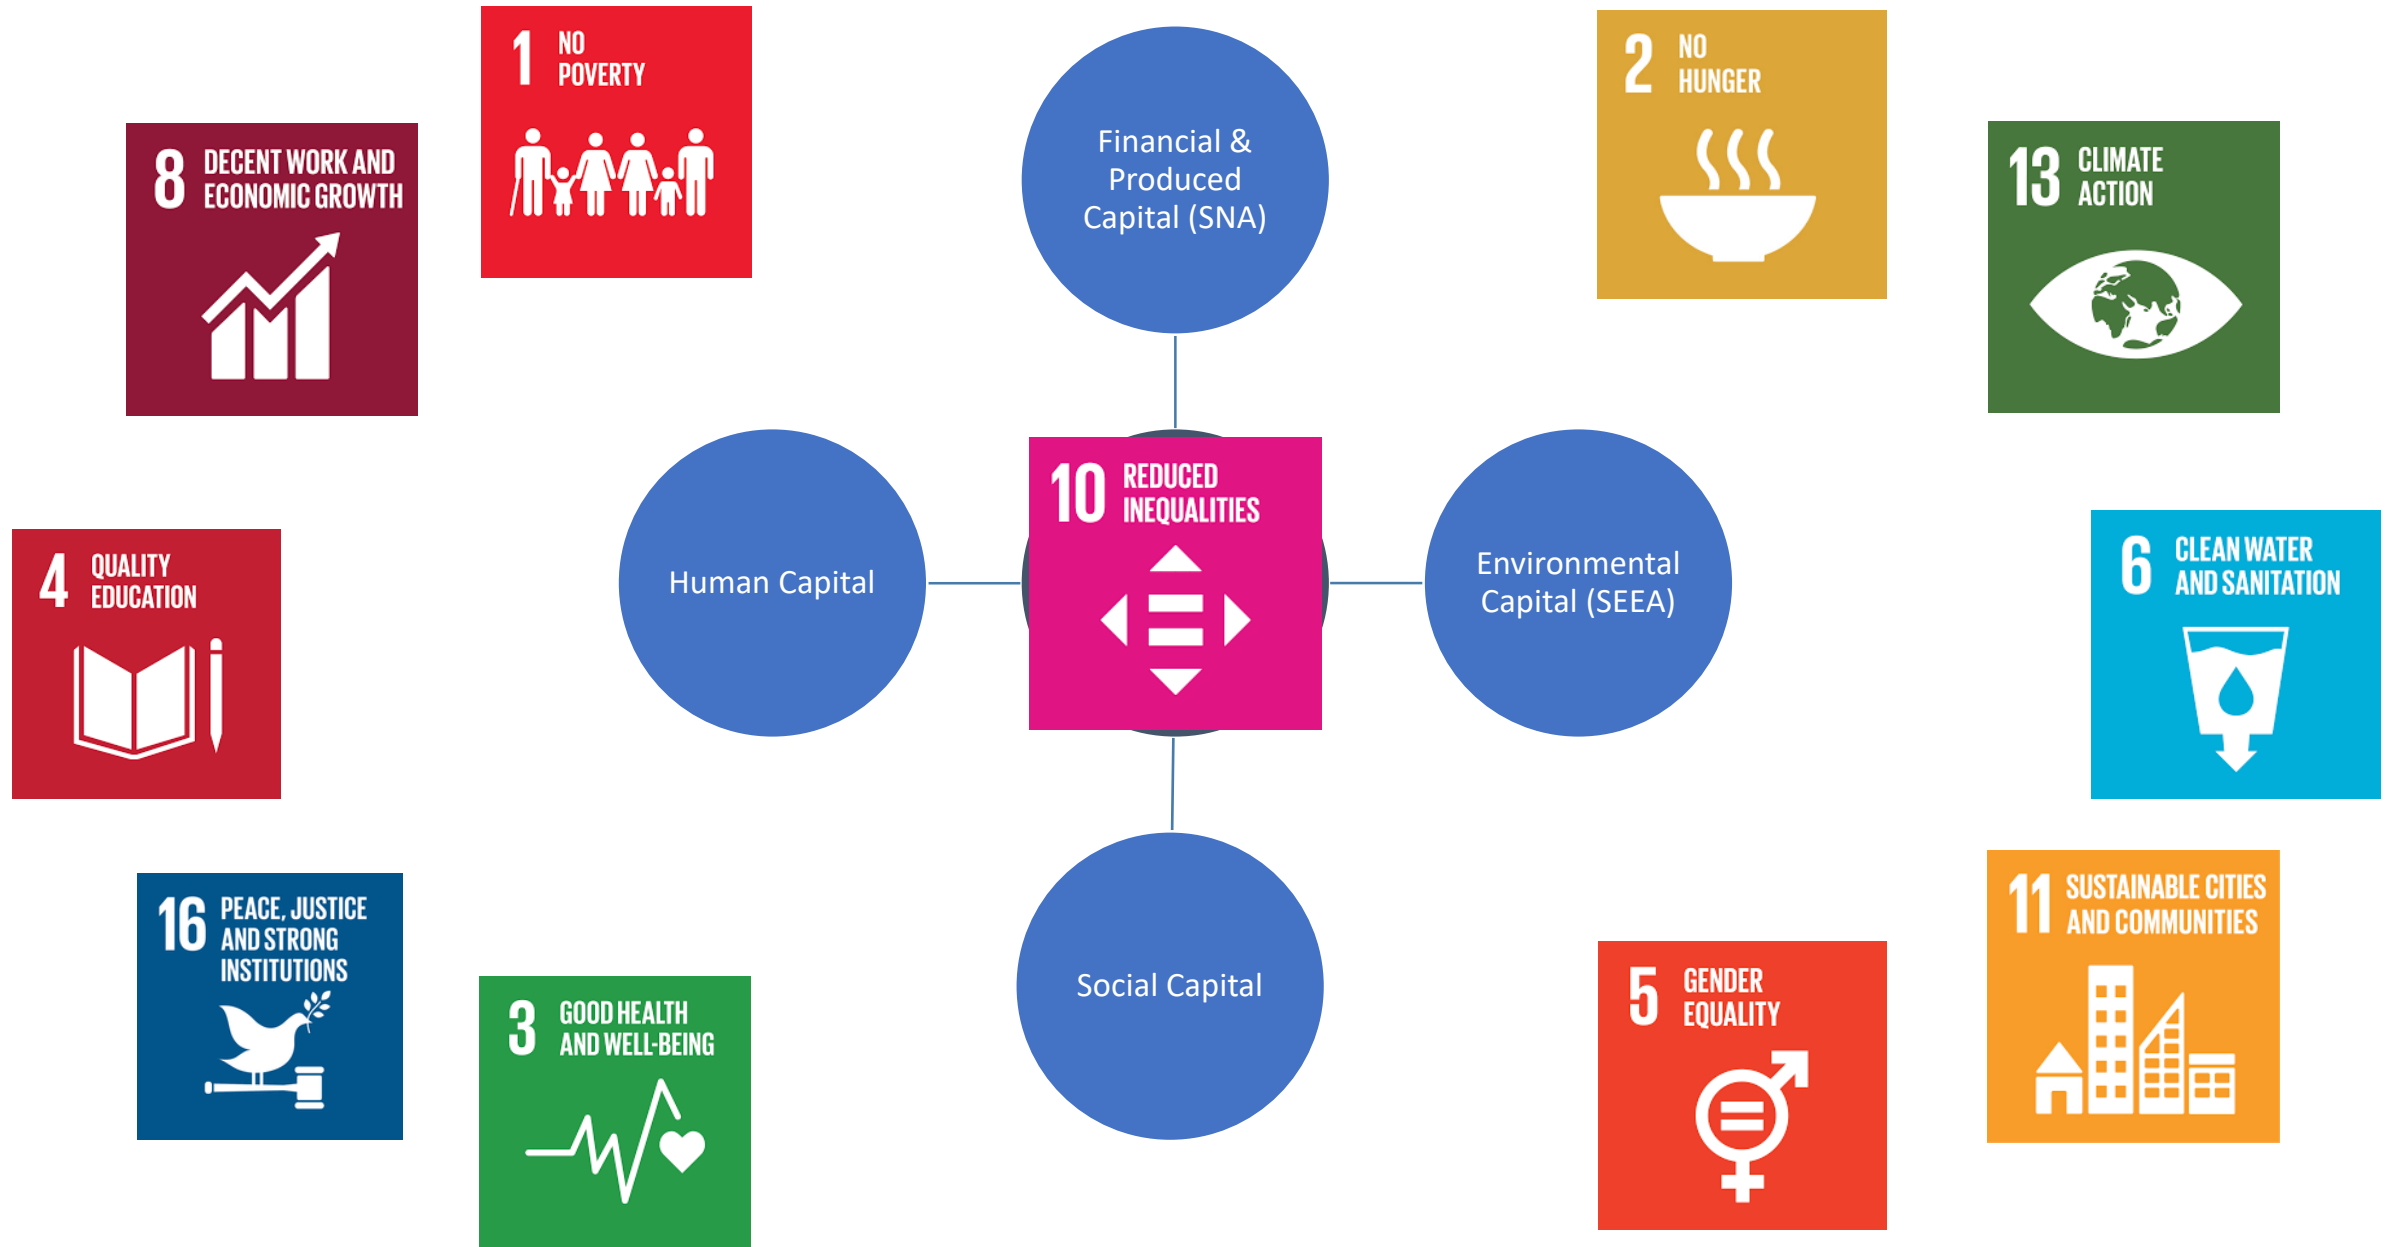 1 NO
POVERTY
Financial &
Produced
Capital (SNA)
2 NO
HUNGER
8 DECENT WORK AND
ECONOMIC GROWTH
13 CLIMATE
ACTION
10 REDUCED
INEQUALITIES
Human Capital
Environmental
Capital (SEEA)
4 QUALITY
EDUCATION
6 CLEAN WATER
AND SANITATION
16 PEACE, JUSTICE
AND STRONG
INSTITUTIONS
11 SUSTAINABLE CITIES
AND COMMUNITIES
3 GOOD HEALTH
AND WELL-BEING
Social Capital
5 GENDER
EQUALITY